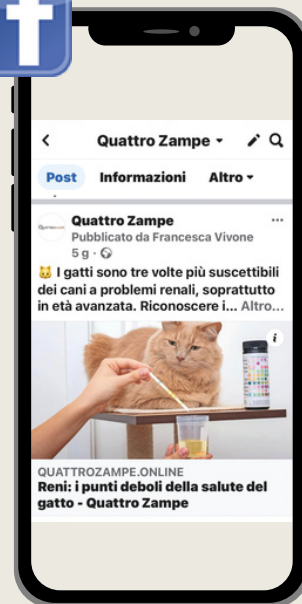 Quattro Zampe
Post Informazioni Altro
Quattro Zampe
Pubblicato da Francesca Vivone
5 g ·
I gatti sono tre volte più suscettibili
dei cani a problemi renali, soprattutto
in età avanzata. Riconoscere i... Altro...
QUATTROZAMPE.ONLINE
Reni: i punti deboli della salute del
gatto - Quattro Zampe